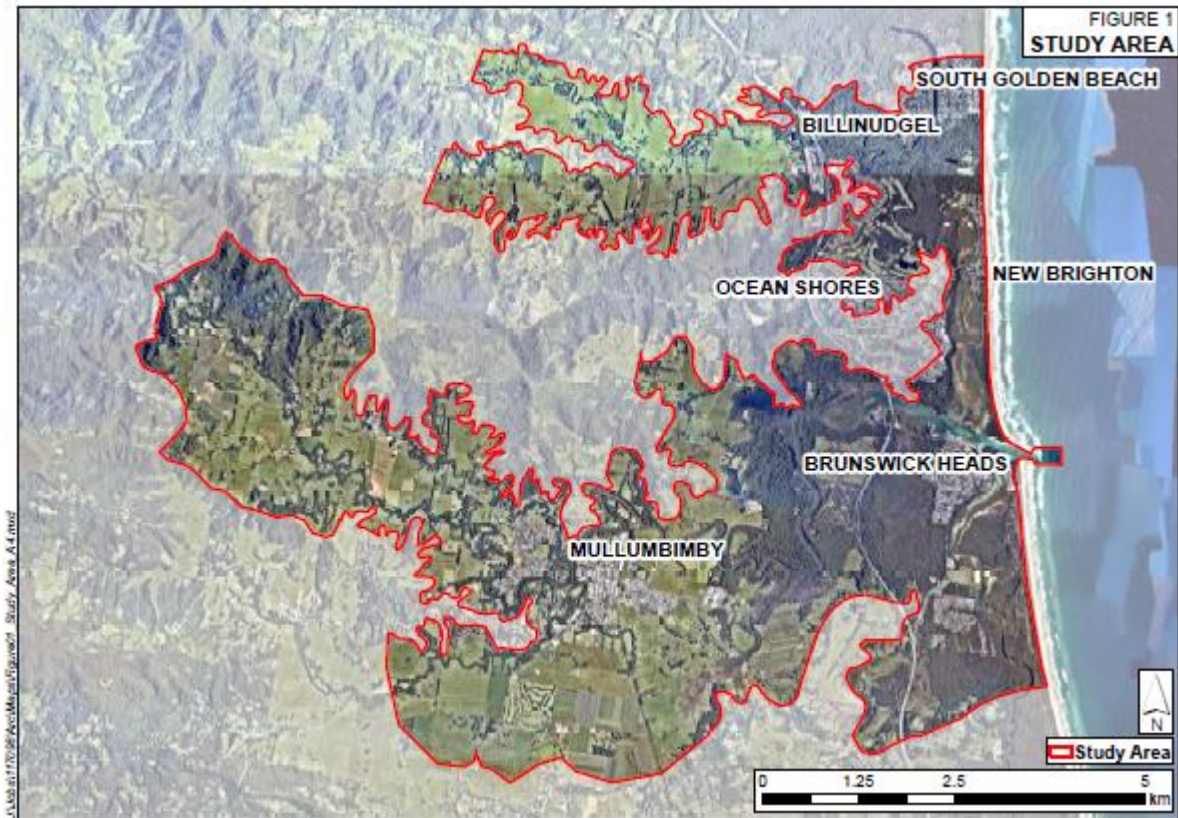 FIGURE 1
STUDY AREA
SOUTH GOLDEN BEACH
BILLINUDGEL
NEW BRIGHTON
OCEAN SHORES
BRUNSWICK HEADS
MULLUMBIMBY
N
Study Area
0 1.25 2.5 5
km